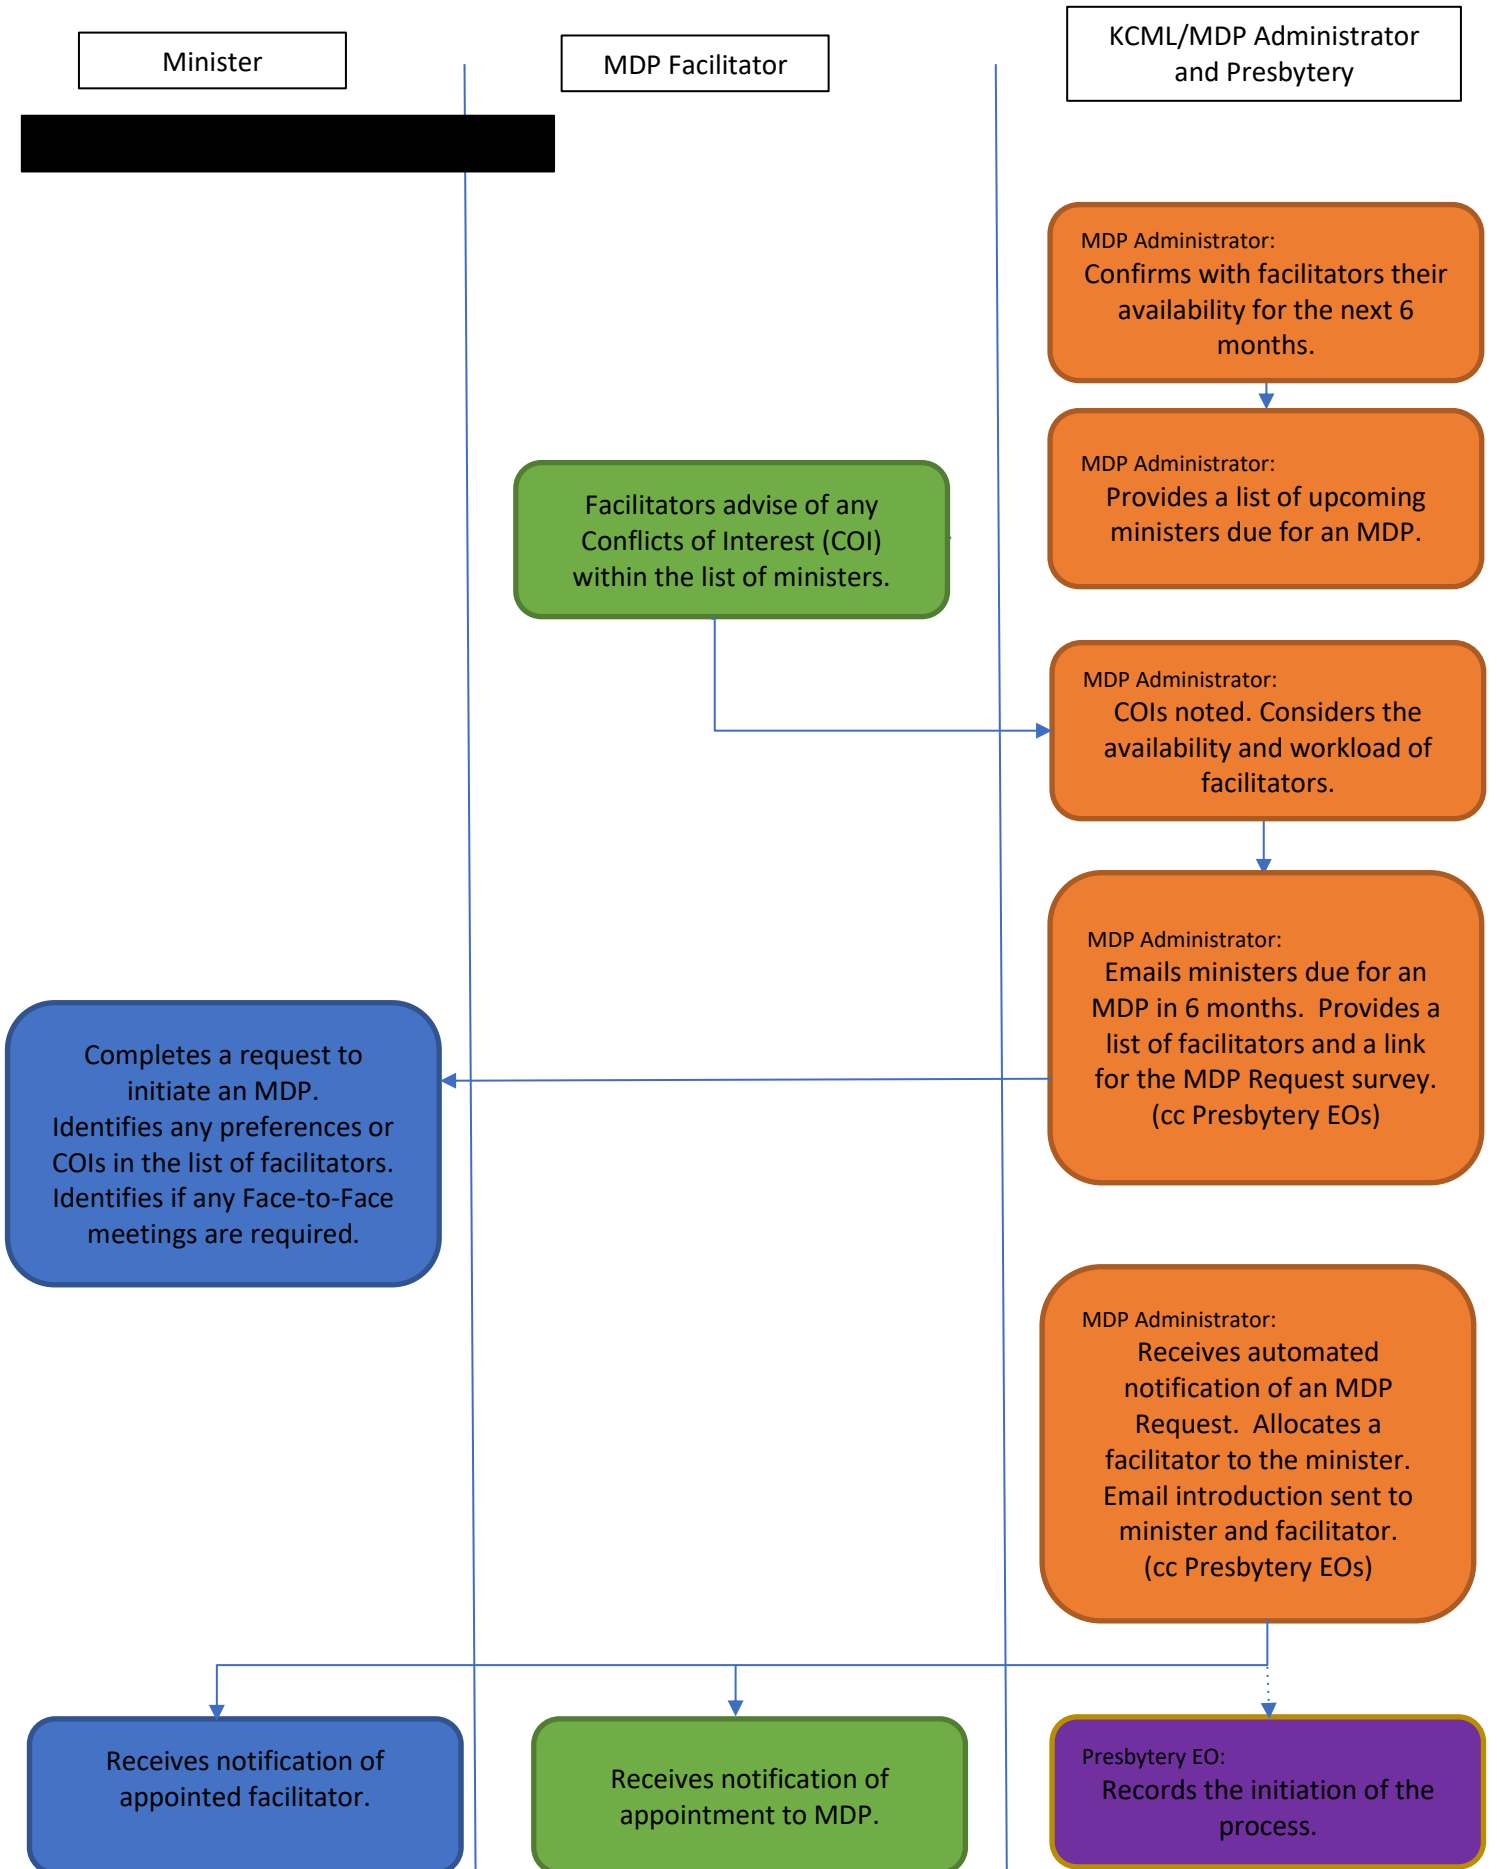 Minister
MDP Facilitator
KCML/MDP Administrator
and Presbytery
MDP Administrator:
Confirms with facilitators their
availability for the next 6
months.
MDP Administrator:
Provides a list of upcoming
ministers due for an MDP.
Facilitators advise of any
Conflicts of Interest (COI)
within the list of ministers.
MDP Administrator:
COIs noted. Considers the
availability and workload of
facilitators.
MDP Administrator:
Emails ministers due for an
MDP in 6 months.  Provides a
list of facilitators and a link
for the MDP Request survey.
(cc Presbytery EOs)
Completes a request to
initiate an MDP.
Identifies any preferences or
COIs in the list of facilitators.
Identifies if any Face-to-Face
meetings are required.
MDP Administrator:
Receives automated
notification of an MDP
Request.  Allocates a
facilitator to the minister.
Email introduction sent to
minister and facilitator.
(cc Presbytery EOs)
Receives notification of
appointed facilitator.
Receives notification of
appointment to MDP.
Presbytery EO:
Records the initiation of the
process.